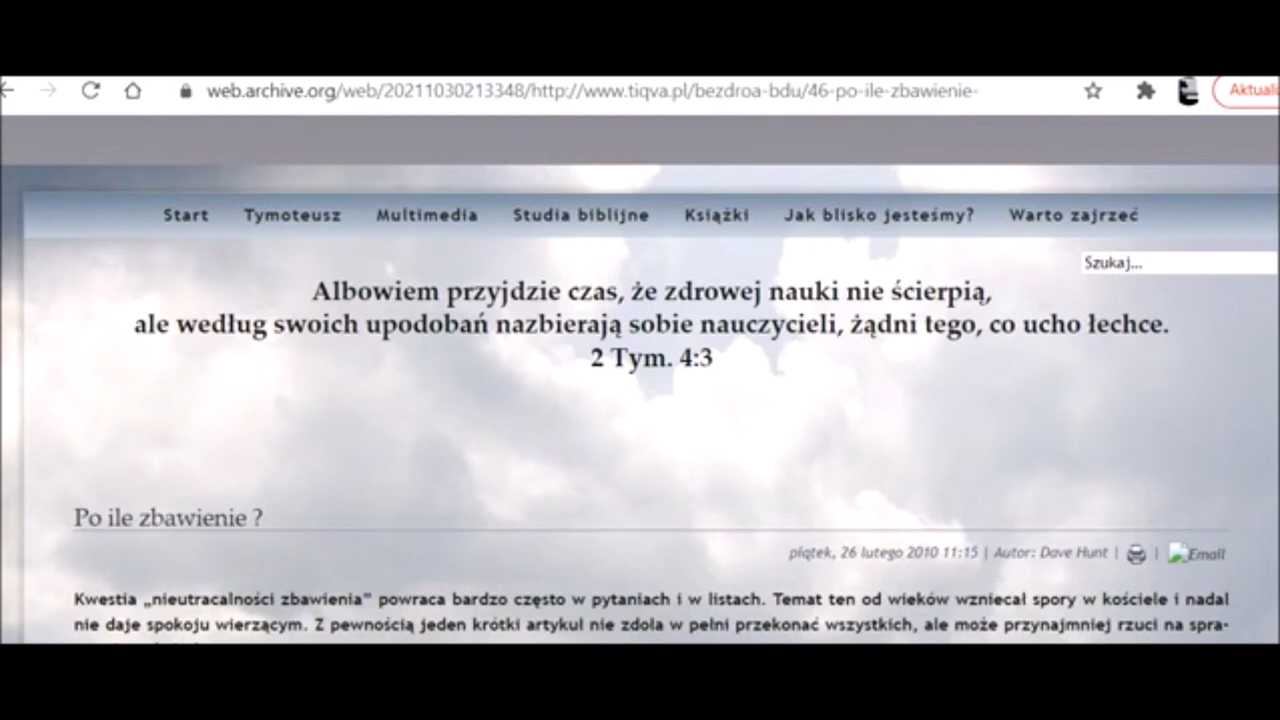 web.archive.org/web/20211030213348/http://www.tiqva.pl/bezdroa-bdu/46-po-ile-zbawienie-
Start Tymoteusz Multimedia Studia biblijne Książki Jak blisko jesteśmy? Warto zajrzeć
Szukaj...
Albowiem przyjdzie czas, że zdrowej nauki nie ścierpią,
ale według swoich upodobań nazbierają sobie nauczycieli, żądni tego, co ucho łechce.
2 Tym. 4:3
Po ile zbawienie ?
piątek, 26 lutego 2010 11:15 | Autor: Dave Hunt | | Email
Kwestia „nieutracalności zbawienia" powraca bardzo często w pytaniach i w listach. Temat ten od wieków wzniecał spory w kościele i nadal
nie daje spokoju wierzącym. Z pewnością jeden krótki artykuł nie zdoła w pełni przekonać wszystkich, ale może przynajmniej rzuci na spra-